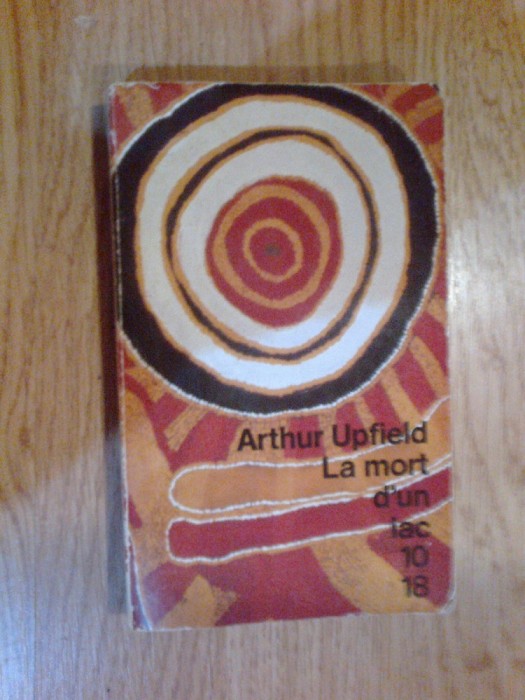 Arthur Upfield
La mort
d'un
lac
10
18